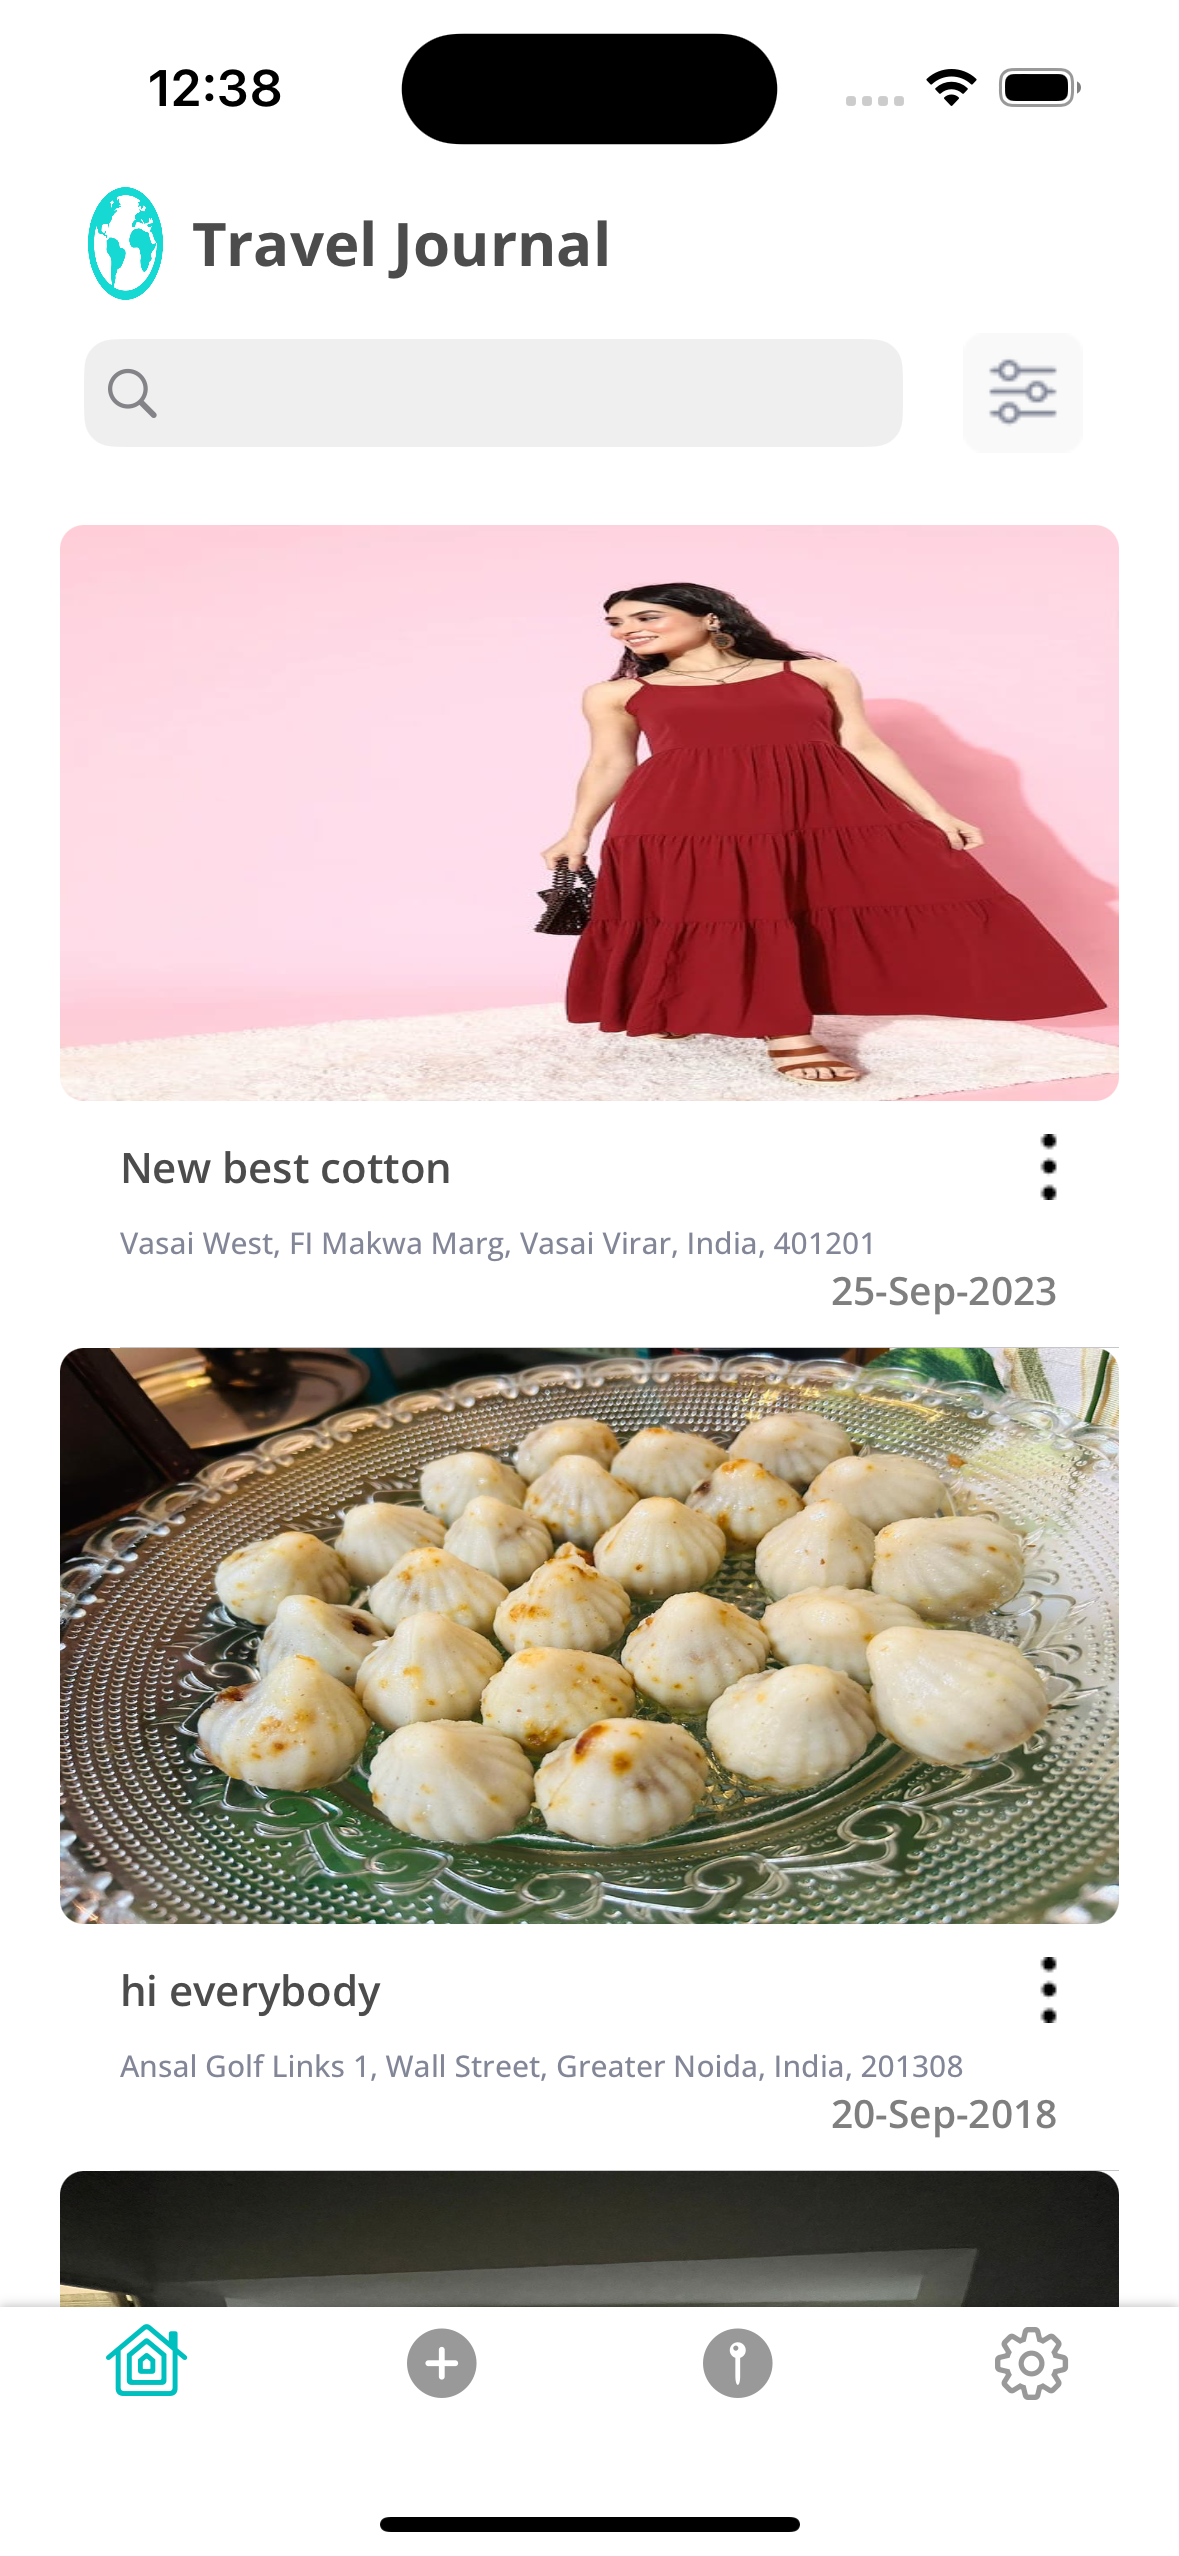 12:38
Travel Journal
New best cotton
Vasai West, FI Makwa Marg, Vasai Virar, India, 401201
25-Sep-2023
hi everybody
Ansal Golf Links 1, Wall Street, Greater Noida, India, 201308
20-Sep-2018